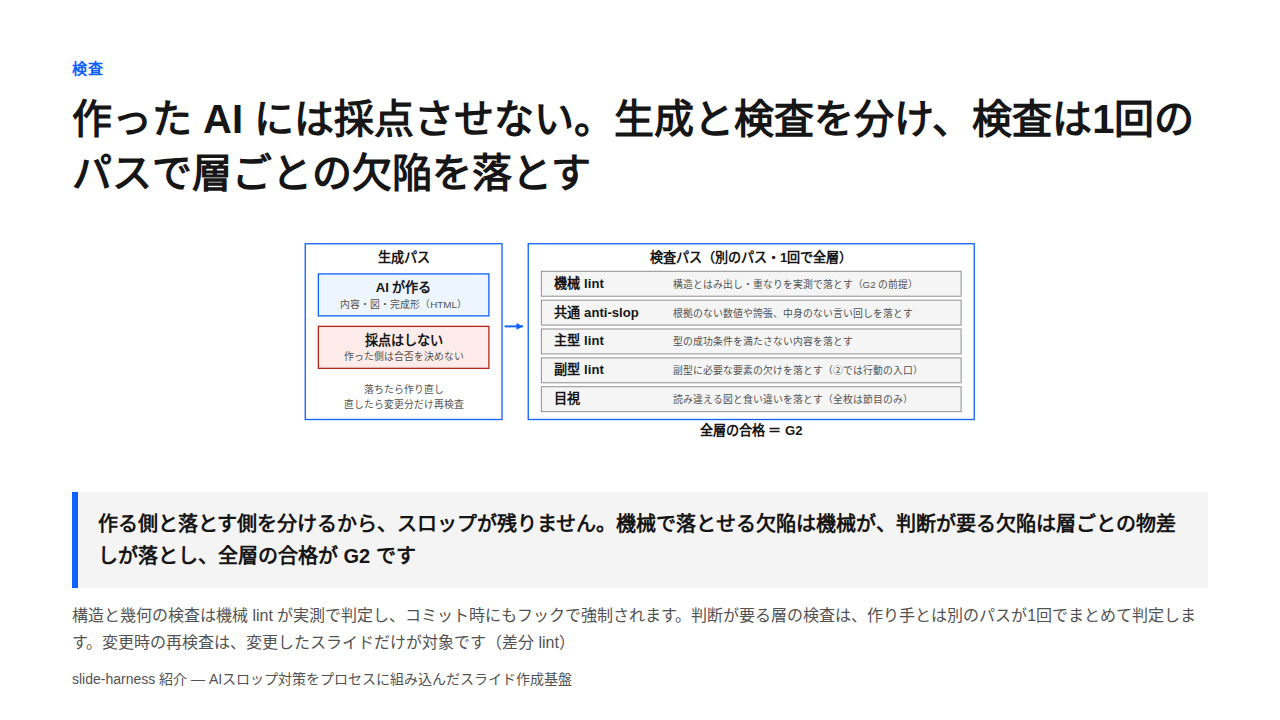 検査
作った AI には採点させない。生成と検査を分け、検査は1回の
パスで層ごとの欠陥を落とす
生成パス
AI が作る
内容・図・完成形（HTML）
採点はしない
作った側は合否を決めない
落ちたら作り直し
直したら変更分だけ再検査
検査パス（別のパス・1回で全層）
機械 lint 構造とはみ出し・重なりを実測で落とす（G2 の前提）
共通 anti-slop 根拠のない数値や誇張、中身のない言い回しを落とす
主型 lint 型の成功条件を満たさない内容を落とす
副型 lint 副型に必要な要素の欠けを落とす（②では行動の入口）
目視 読み違える図と食い違いを落とす（全枚は節目のみ）
全層の合格 ＝ G2
作る側と落とす側を分けるから、スロップが残りません。機械で落とせる欠陥は機械が、判断が要る欠陥は層ごとの物差
しが落とし、全層の合格が G2 です
構造と幾何の検査は機械 lint が実測で判定し、コミット時にもフックで強制されます。判断が要る層の検査は、作り手とは別のパスが1回でまとめて判定しま
す。変更時の再検査は、変更したスライドだけが対象です（差分 lint）
slide-harness 紹介 — AIスロップ対策をプロセスに組み込んだスライド作成基盤